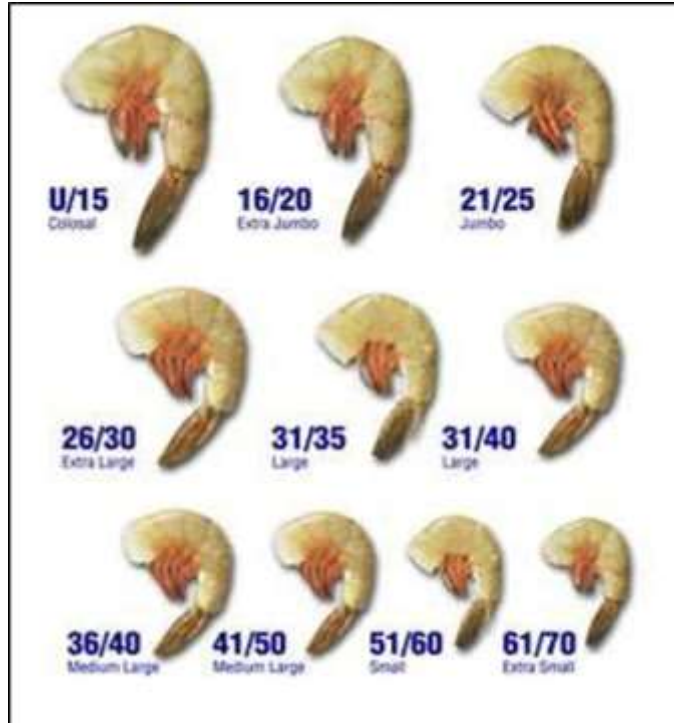 U/15
Colosal
16/20
Extra Jumbo
21/25
Jumbo
26/30
Extra Large
31/35
Large
31/40
Large
36/40
Medium Large
41/50
Medium Large
51/60
Small
61/70
Extra Small